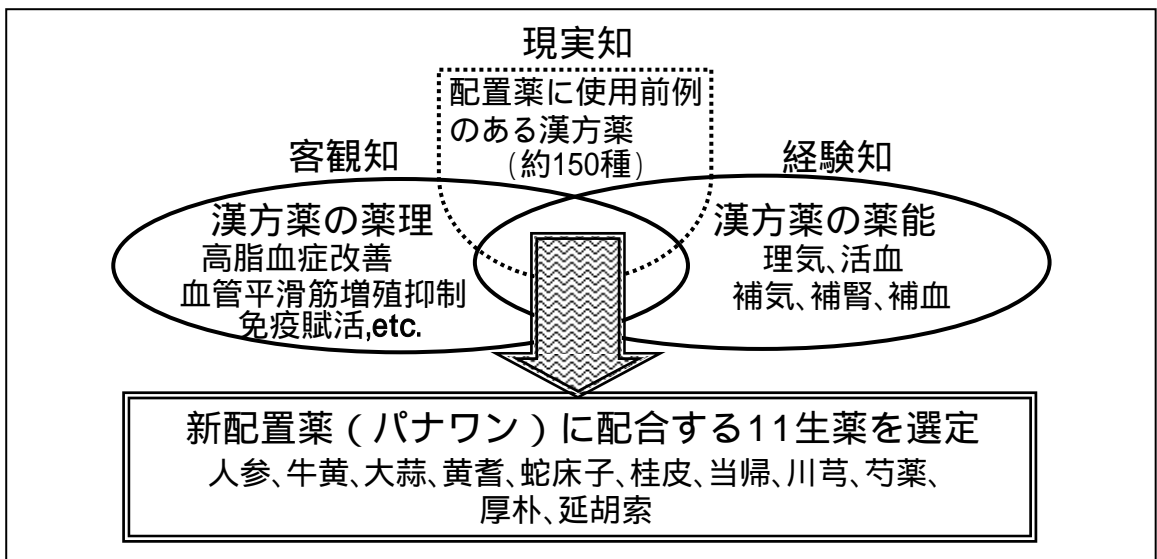 現実知
配置薬に使用前例
のある漢方薬
(約150種)
客観知
経験知
漢方薬の薬理
高脂血症改善
血管平滑筋増殖抑制
免疫賦活,etc.
漢方薬の薬能
理気、活血
補気、補腎、補血
新配置薬(パナワン)に配合する11生薬を選定
人参、牛黄、大蒜、黄耆、蛇床子、桂皮、当帰、川芎、芍薬、
厚朴、延胡索